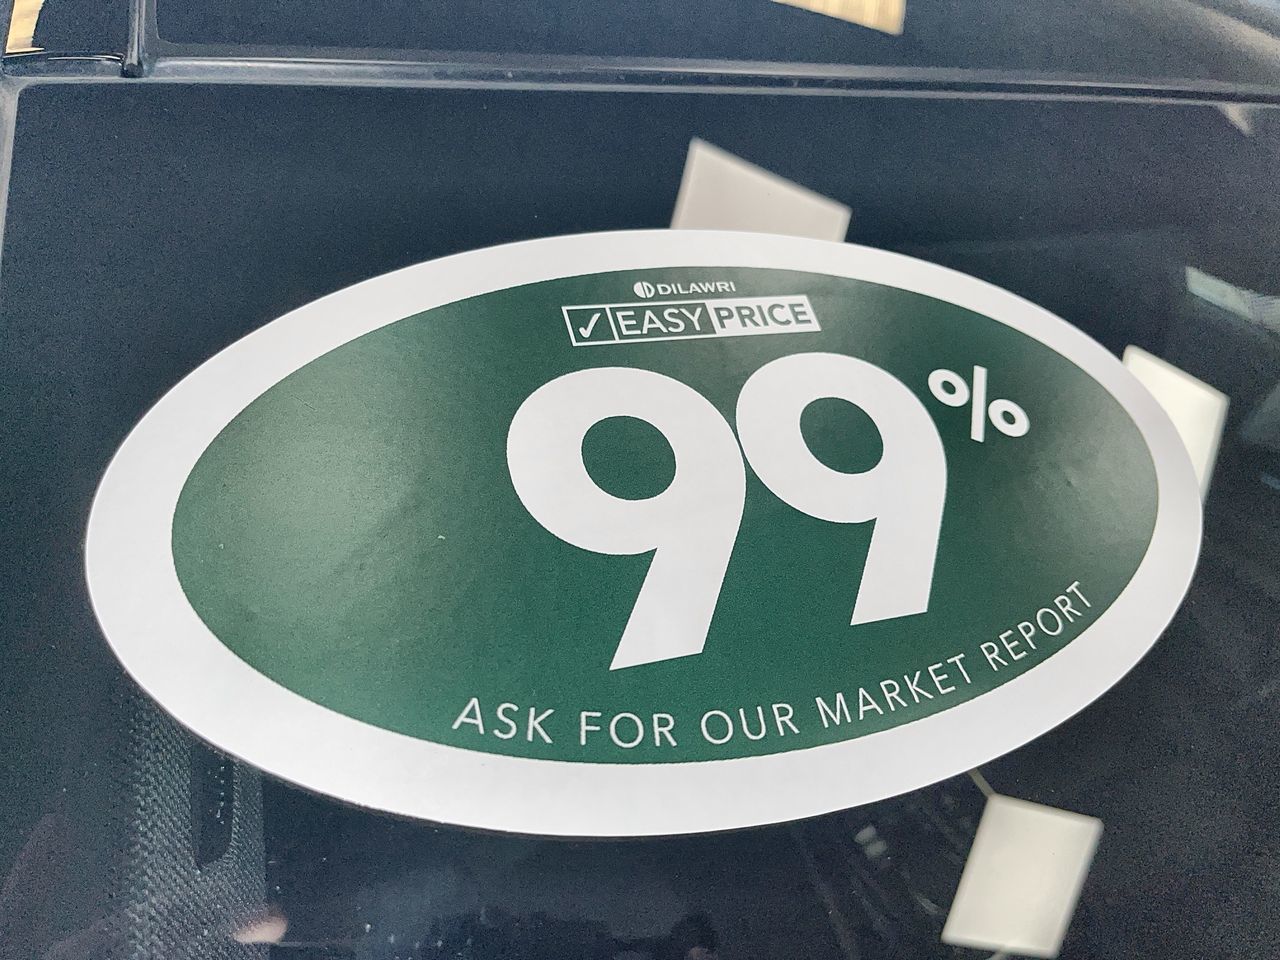 DILAWRI
✓ EASY PRICE
99%
ASK FOR OUR MARKET REPORT